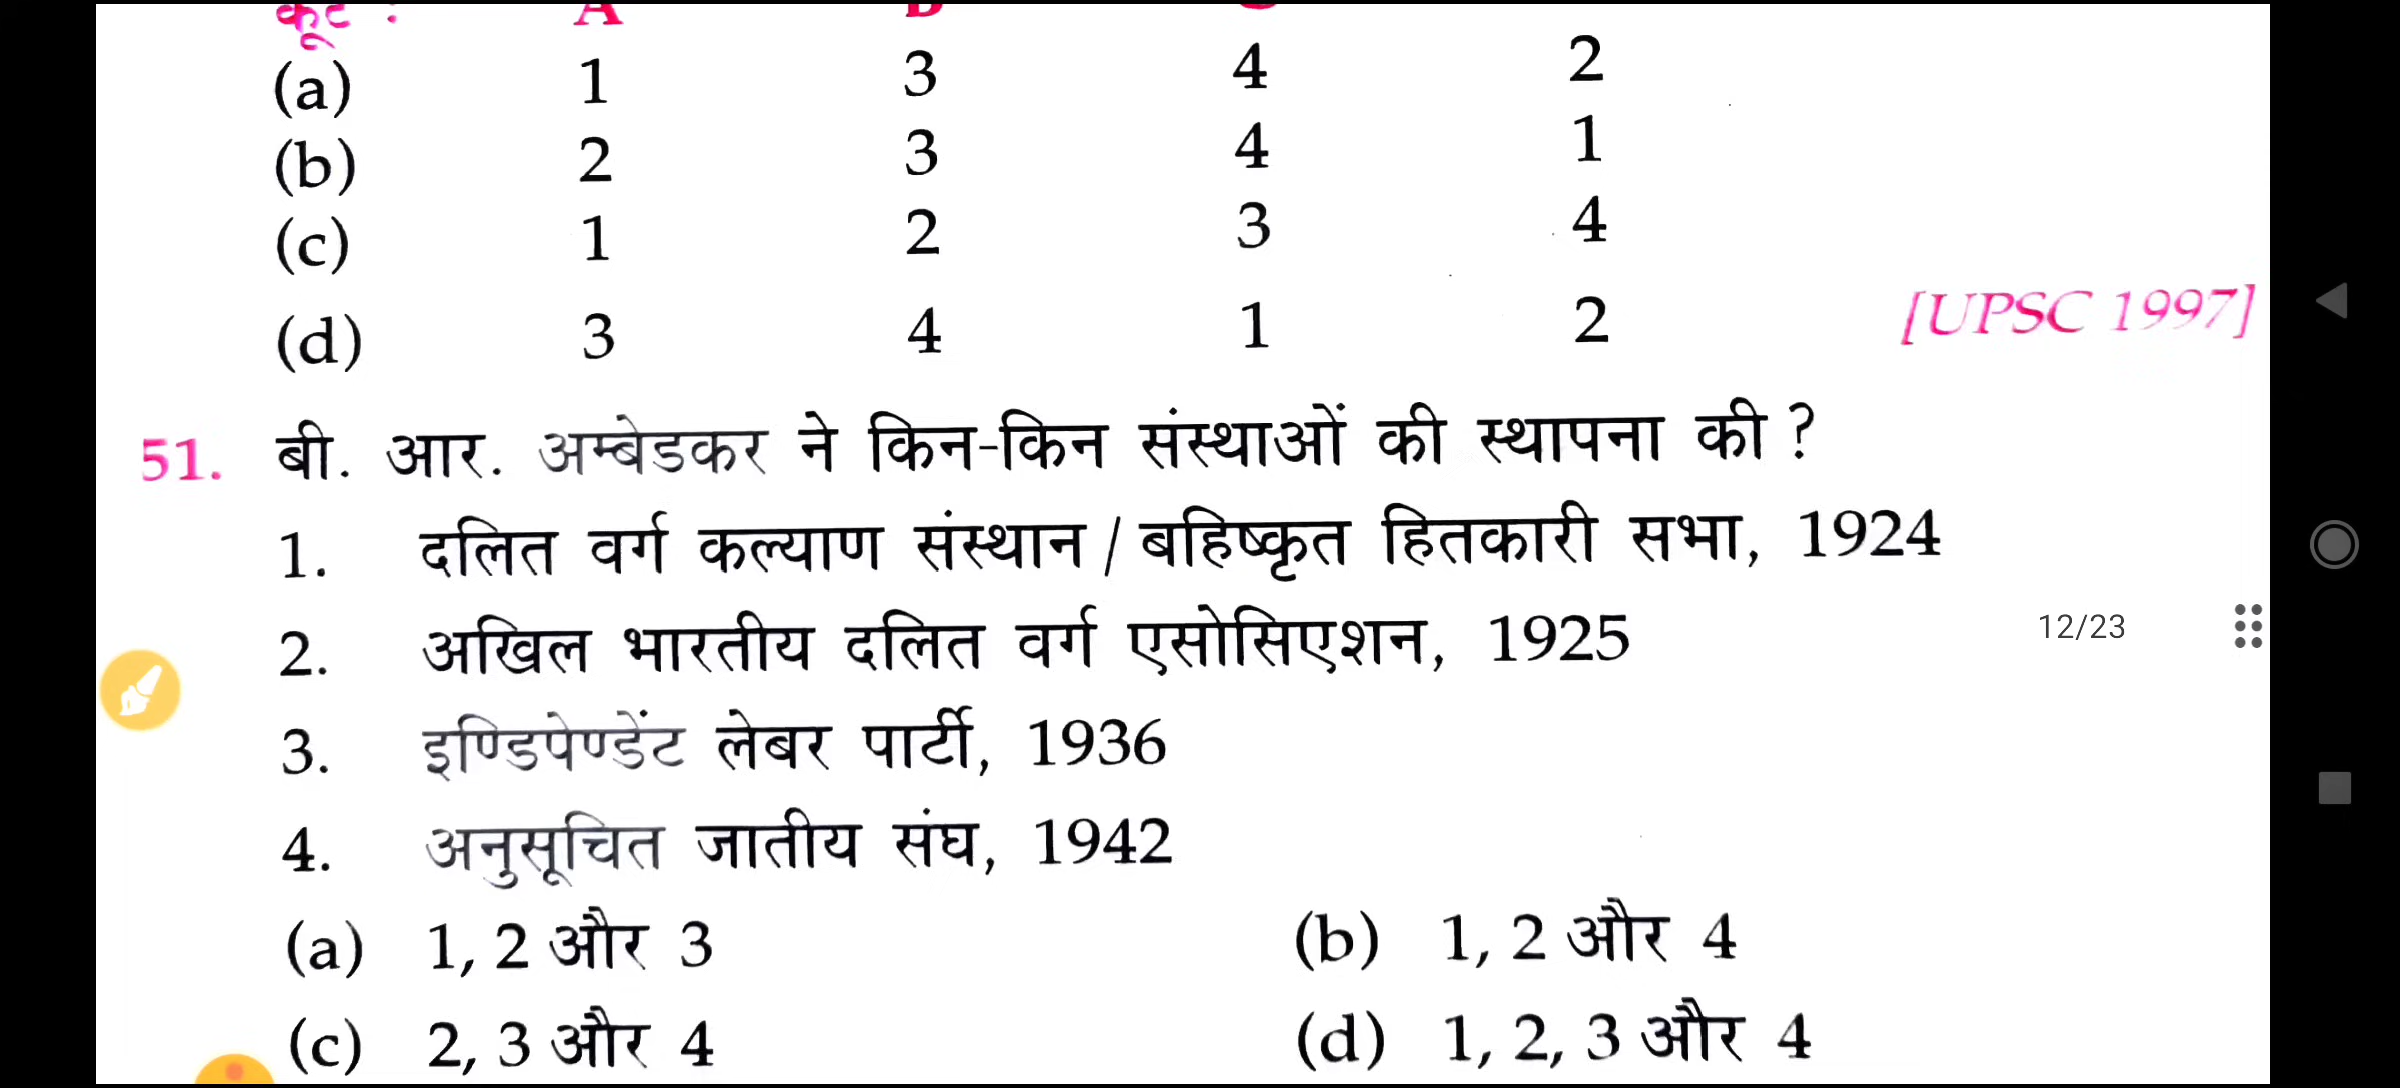 कूट : A B
(a) 1 3 4 2
(b) 2 3 4 1
(c) 1 2 3 4
(d) 3 4 1 2 [UPSC 1997]
51. बी. आर. अम्बेडकर ने किन-किन संस्थाओं की स्थापना की ?
1. दलित वर्ग कल्याण संस्थान / बहिष्कृत हितकारी सभा, 1924
2. अखिल भारतीय दलित वर्ग एसोसिएशन, 1925
12/23
3. इण्डिपेण्डेंट लेबर पार्टी, 1936
4. अनुसूचित जातीय संघ, 1942
(a) 1, 2 और 3 (b) 1, 2 और 4
(c) 2, 3 और 4 (d) 1, 2, 3 और 4